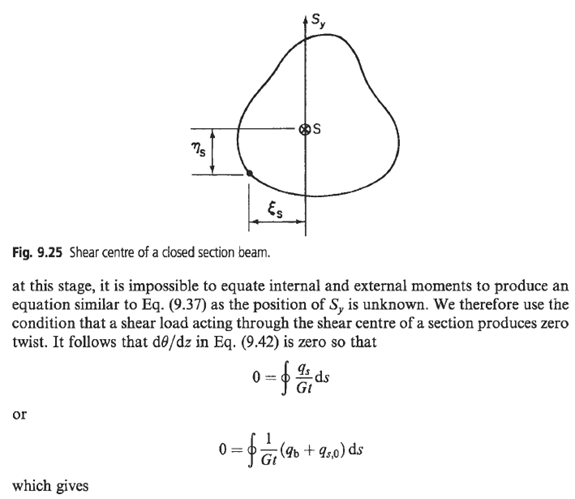 S_y
S
η_s
ξ_s
Fig. 9.25 Shear centre of a closed section beam.
at this stage, it is impossible to equate internal and external moments to produce an
equation similar to Eq. (9.37) as the position of S_y is unknown. We therefore use the
condition that a shear load acting through the shear centre of a section produces zero
twist. It follows that dθ/dz in Eq. (9.42) is zero so that
0 = ∮ q_s/Gt ds
or
0 = ∮ 1/Gt (q_b + q_s,0) ds
which gives